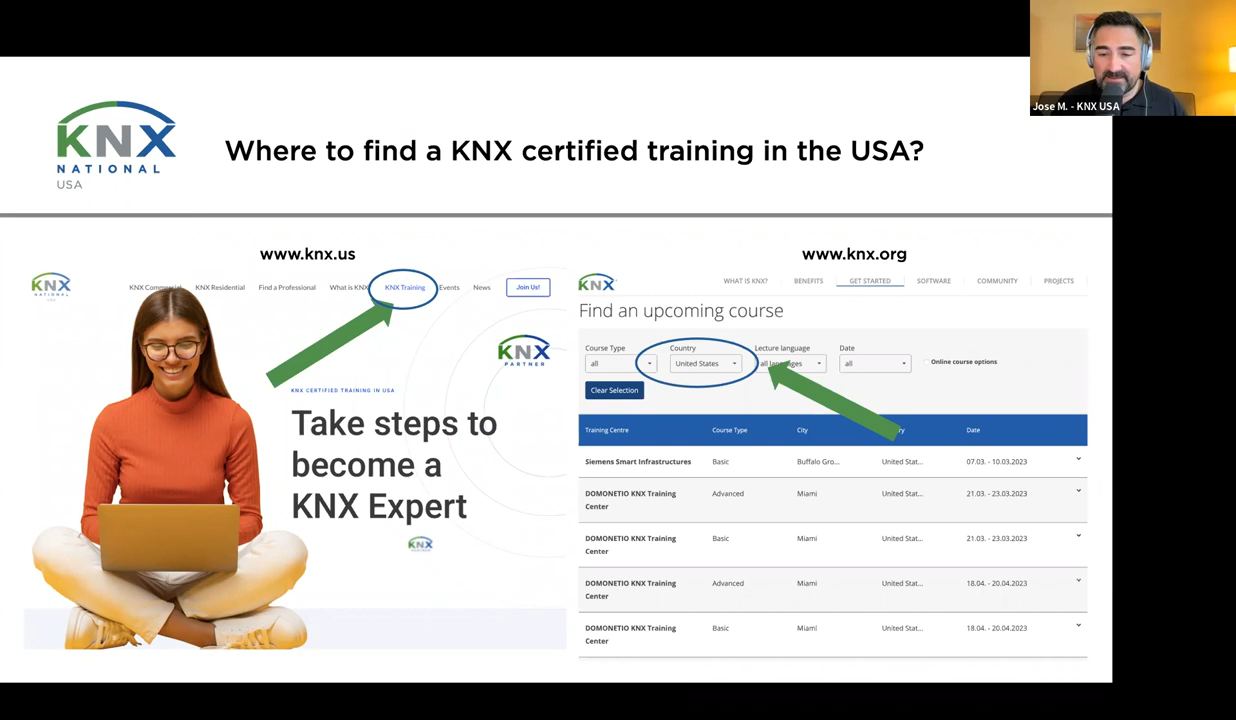 Jose M. - KNX USA
KNX
NATIONAL
USA
Where to find a KNX certified training in the USA?
www.knx.us
KNX
NATIONAL
KNX Commercial KNX Residential Find a Professional What is KNX KNX Training Events News Join Us!
KNX
PARTNER
KNX CERTIFIED TRAINING IN USA
Take steps to
become a
KNX Expert
KNX
www.knx.org
KNX
WHAT IS KNX? BENEFITS GET STARTED SOFTWARE COMMUNITY PROJECTS
Find an upcoming course
Course Type Country Lecture language Date
all United States all languages all Online course options
Clear Selection
Training Centre Course Type City Date
Siemens Smart Infrastructures Basic Buffalo Gro... United Stat... 07.03. - 10.03.2023
DOMONETIO KNX Training Advanced Miami United Stat... 21.03. - 23.03.2023
Center
DOMONETIO KNX Training Basic Miami United Stat... 21.03. - 23.03.2023
Center
DOMONETIO KNX Training Advanced Miami United Stat... 18.04. - 20.04.2023
Center
DOMONETIO KNX Training Basic Miami United Stat... 18.04. - 20.04.2023
Center